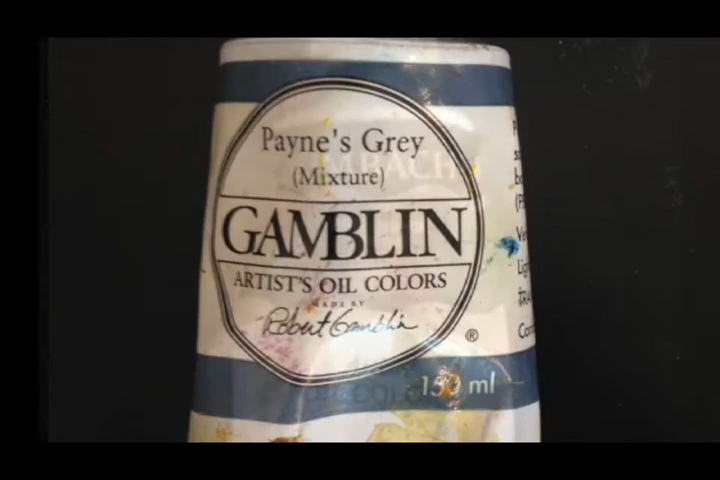 Payne's Grey
(Mixture)
GAMBLIN
ARTIST'S OIL COLORS
MADE BY
Robert Gamblin
®
150 ml